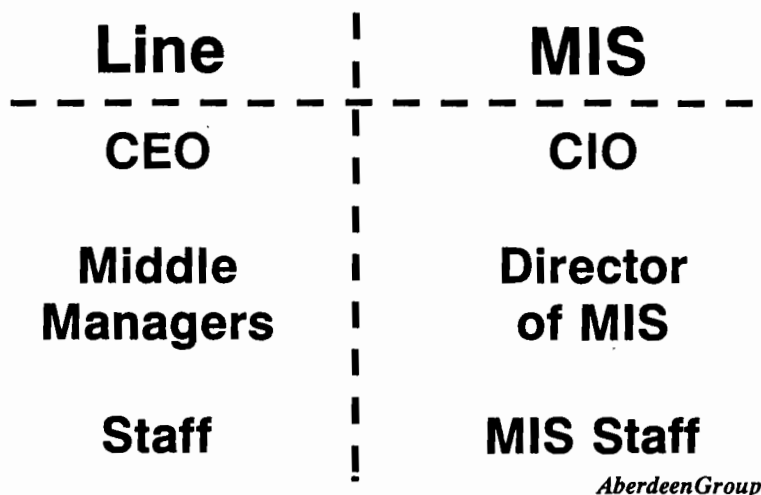 Line MIS
CEO CIO
Middle Director
Managers of MIS
Staff MIS Staff
AberdeenGroup